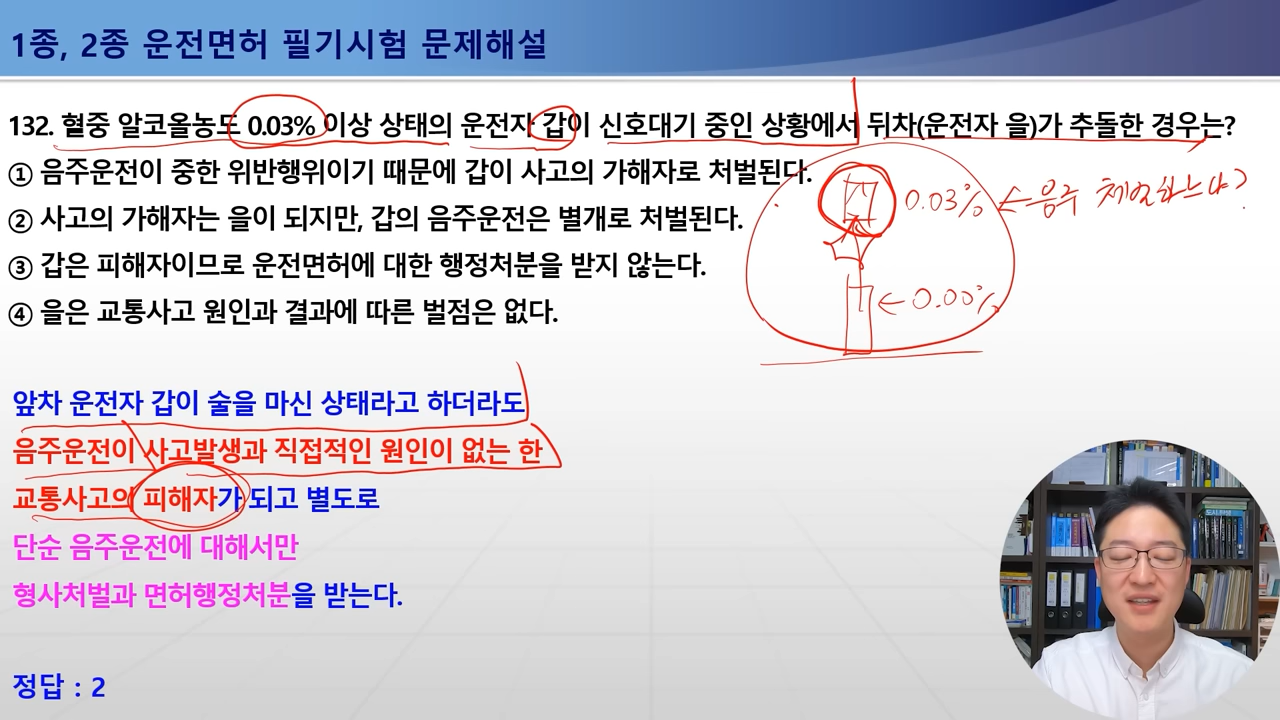 1종, 2종 운전면허 필기시험 문제해설
132. 혈중 알코올농도 0.03% 이상 상태의 운전자 갑이 신호대기 중인 상황에서 뒤차(운전자 을)가 추돌한 경우는?
① 음주운전이 중한 위반행위이기 때문에 갑이 사고의 가해자로 처벌된다.
② 사고의 가해자는 을이 되지만, 갑의 음주운전은 별개로 처벌된다.
③ 갑은 피해자이므로 운전면허에 대한 행정처분을 받지 않는다.
④ 을은 교통사고 원인과 결과에 따른 벌점은 없다.
0.03% ← 음주
← 0.00%
앞차 운전자 갑이 술을 마신 상태라고 하더라도
음주운전이 사고발생과 직접적인 원인이 없는 한
교통사고의 피해자가 되고 별도로
단순 음주운전에 대해서만
형사처벌과 면허행정처분을 받는다.
정답 : 2